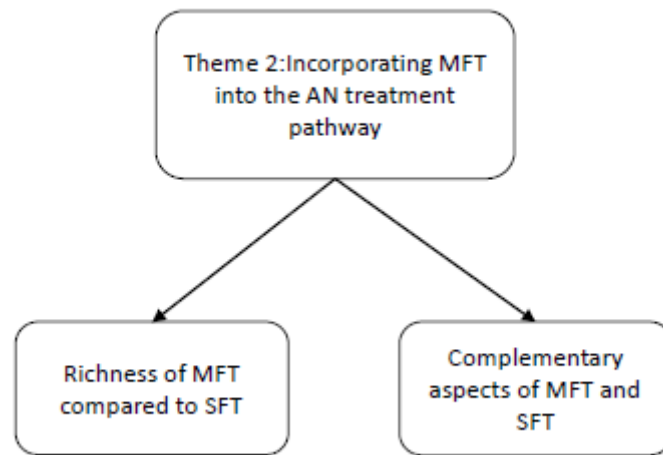 Theme 2:Incorporating MFT
into the AN treatment
pathway
Richness of MFT
compared to SFT
Complementary
aspects of MFT and
SFT